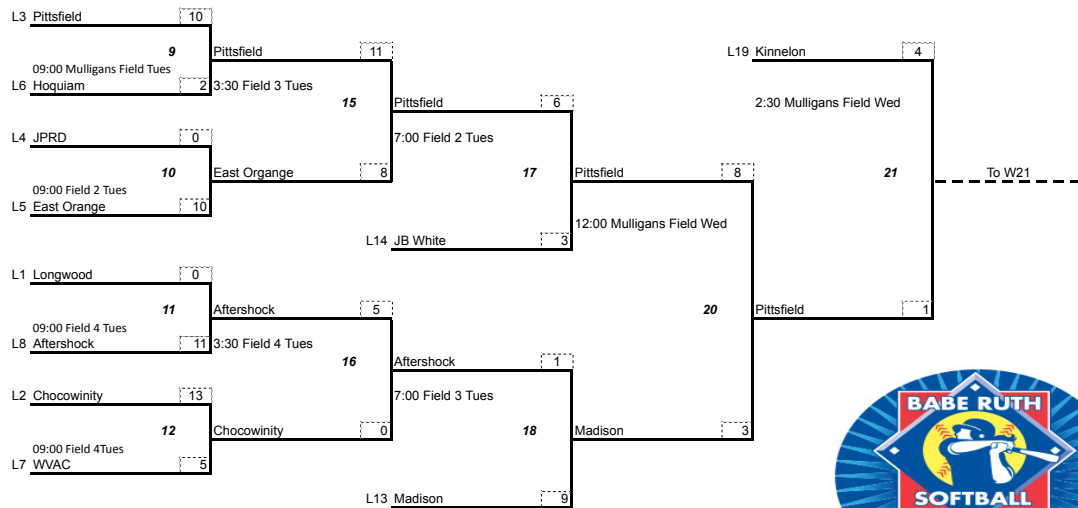 L3 Pittsfield 10
9 Pittsfield 11 L19 Kinnelon 4
09:00 Mulligans Field Tues
L6 Hoquiam 2 3:30 Field 3 Tues
15 Pittsfield 6 2:30 Mulligans Field Wed
L4 JPRD 0 7:00 Field 2 Tues
10 East Organge 8 17 Pittsfield 8 21 To W21
09:00 Field 2 Tues
L5 East Orange 10
12:00 Mulligans Field Wed
L14 JB White 3
L1 Longwood 0
11 Aftershock 5 20 Pittsfield 1
09:00 Field 4 Tues
L8 Aftershock 11 3:30 Field 4 Tues
16 Aftershock 1
L2 Chocowinity 13 7:00 Field 3 Tues
12 Chocowinity 0 18 Madison 3
09:00 Field 4Tues
L7 WVAC 5
L13 Madison 9
BABE RUTH
SOFTBALL